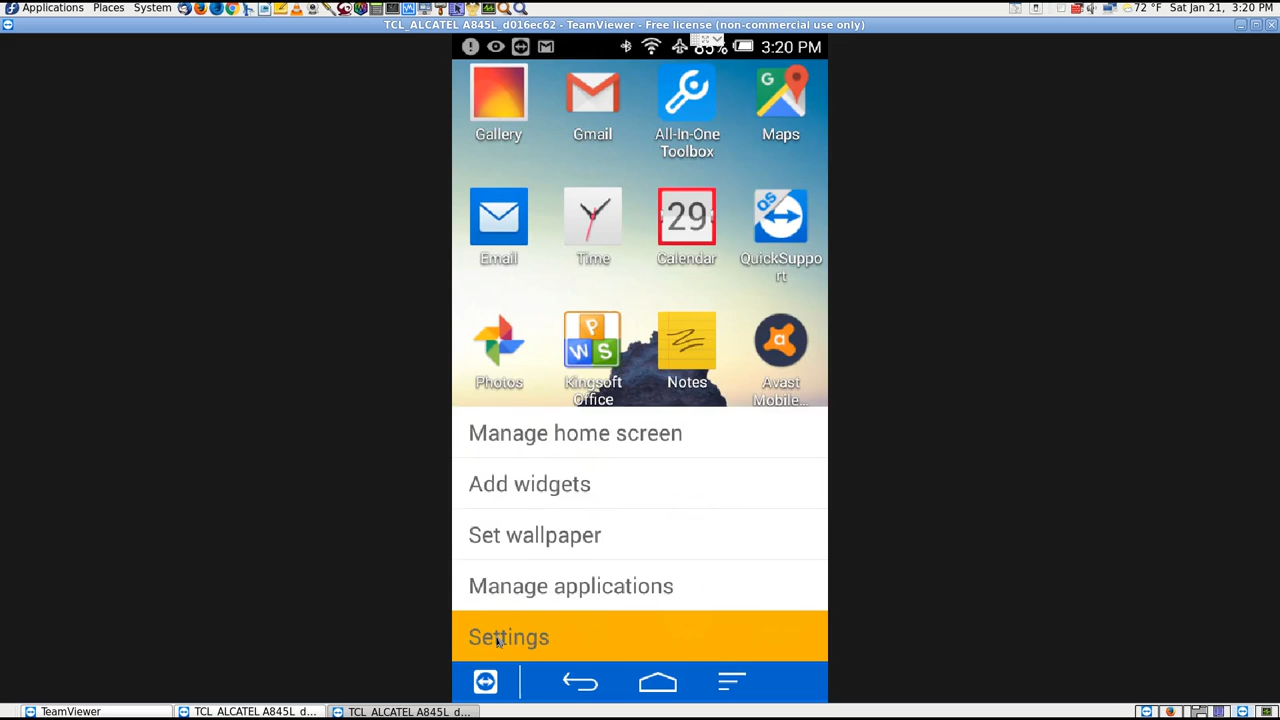 Applications Places System 72 °F Sat Jan 21, 3:20 PM
TCL_ALCATEL A845L_d016ec62 - TeamViewer - Free license (non-commercial use only)
85% 3:20 PM
G
Gallery Gmail All-In-One Toolbox Maps
29
QS
Email Time Calendar QuickSuppo
rt
P
W S
a
Photos Kingsoft Office Notes Avast Mobile...
Manage home screen
Add widgets
Set wallpaper
Manage applications
Settings
TeamViewer TCL_ALCATEL A845L_d... TCL_ALCATEL A845L_d...